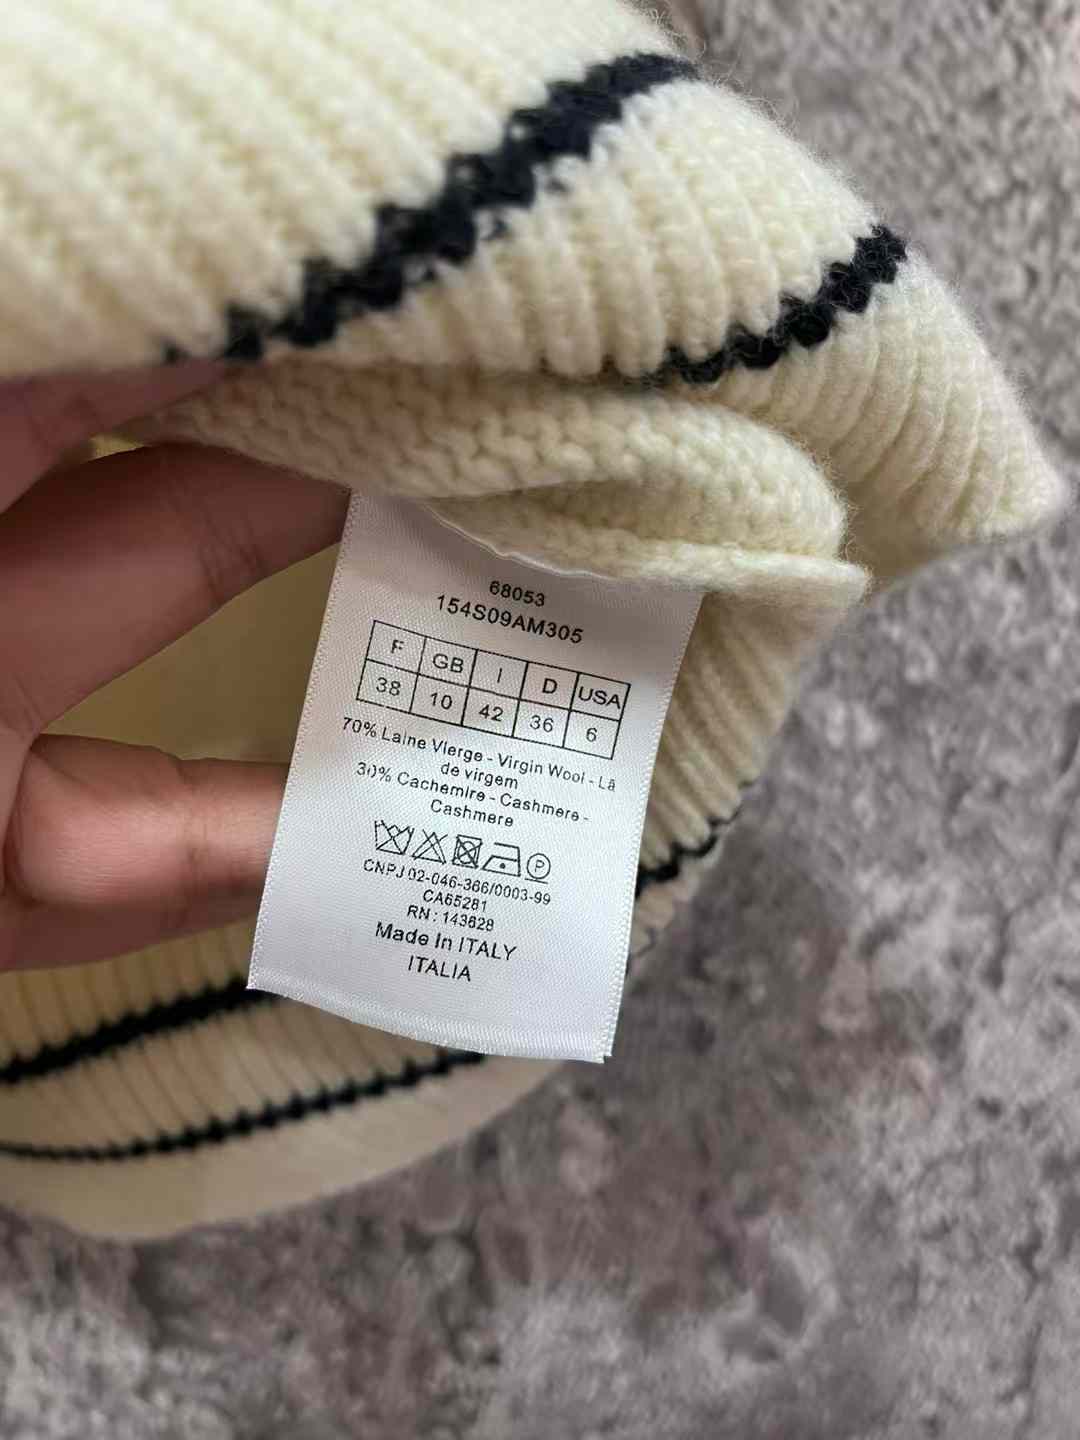 68053
154S09AM305
F GB I D USA
38 10 42 36 6
70% Laine Vierge - Virgin Wool - Lã
de virgem
30% Cachemire - Cashmere -
Cashmere
P
CNPJ 02-046-366/0003-99
CA65281
RN: 143628
Made In ITALY
ITALIA